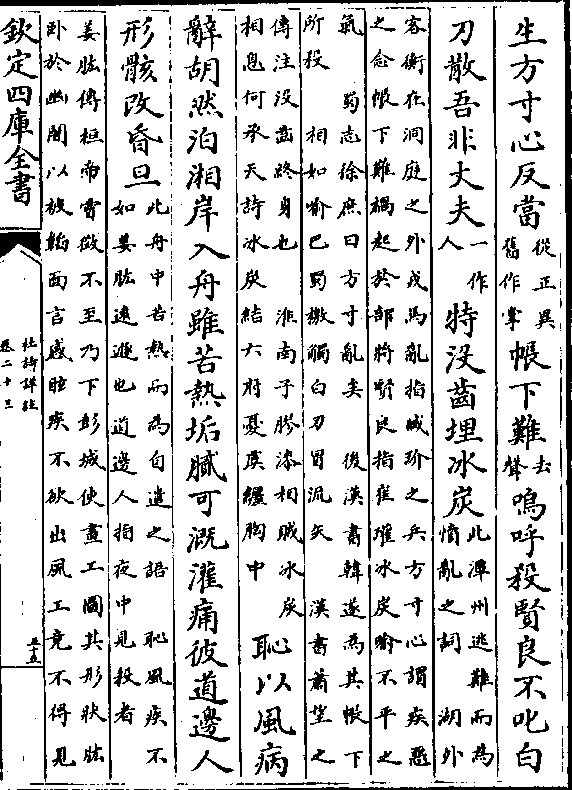 生方寸心反當從正異舊作掌帳下難去聲嗚呼殺賢良不叱白
刃散吾非丈夫一作人特没齒埋冰炭此潭州逃難而為憤亂之詞 湖外
客衡在洞庭之外戎馬亂指臧玠之兵方寸心謂疾惡
之念帳下難禍起於部將賢良指崔瓘冰炭喻不平之
氣 蜀志徐庶曰方寸亂矣 後漢書韓遂為其帳下
所殺 相如喻巴蜀檄觸白刃冒流矢 漢書蕭望之
傳注没齒終身也 淮南子膠漆相賊冰炭
相息何承天詩冰炭結六府憂虞纒胸中恥以風病
辭胡然泊湘岸入舟雖苦熱垢膩可溉灌痛彼道邊人
形骸改昏旦此舟中苦熱而為自遣之語 恥風疾不
如姜肱遠遯也道邊人指夜中見殺者
姜肱傳桓帝嘗徵不至乃下彭城使畫工圖其形狀肱
臥於幽闇以被韜面言感眩疾不欲出風工竟不得見
欽定四庫全書
杜詩詳註
卷二十三
五十五